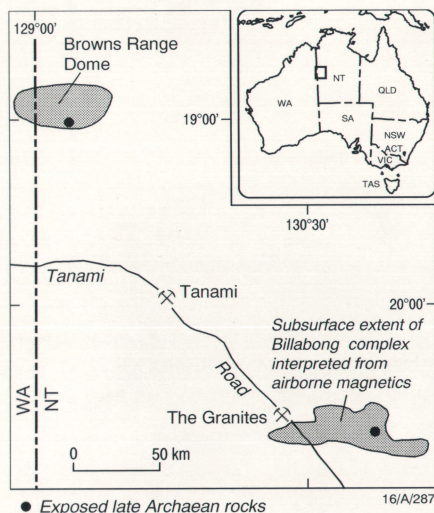 129°00'
Browns Range
Dome
19°00'
WA
NT
QLD
SA
NSW
ACT
VIC
TAS
130°30'
Tanami
Tanami
20°00'
Subsurface extent of
Billabong complex
interpreted from
airborne magnetics
Road
WA
NT
The Granites
0 50 km
16/A/287
Exposed late Archaean rocks